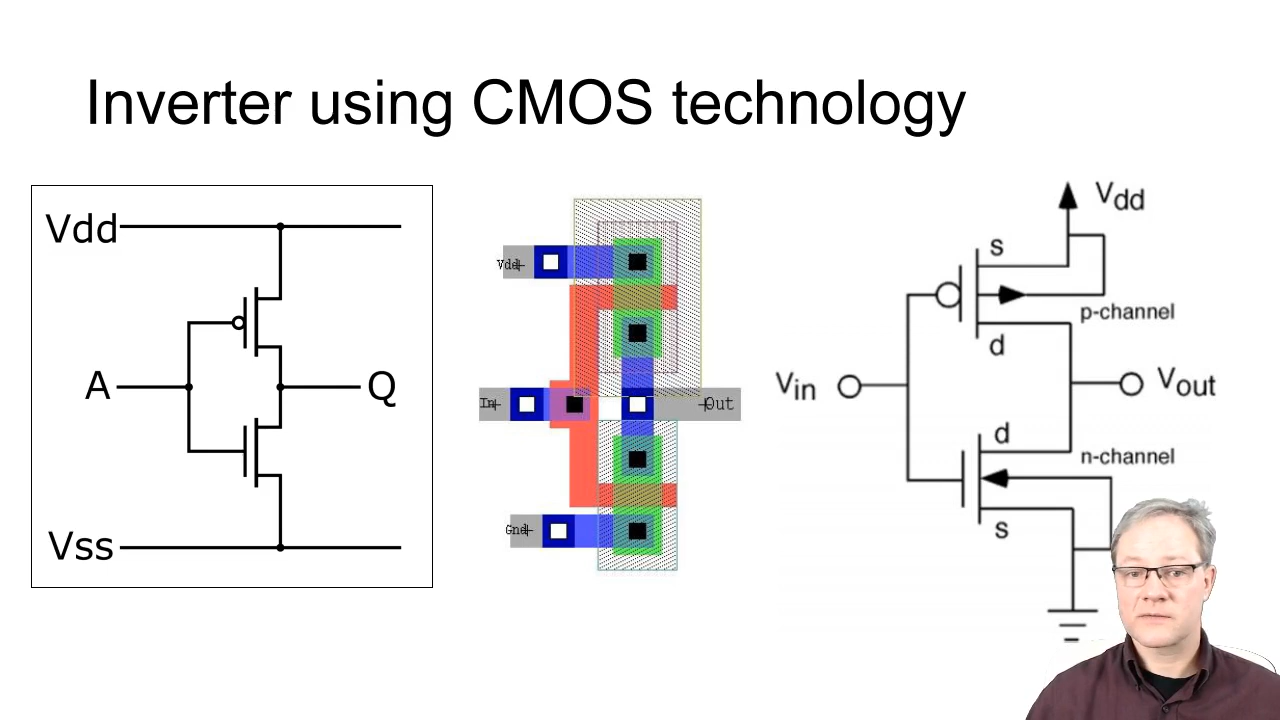 Inverter using CMOS technology
Vdd
A
Q
Vss
Vdd
In
Out
Gnd
Vdd
s
p-channel
d
Vin
Vout
d
n-channel
s